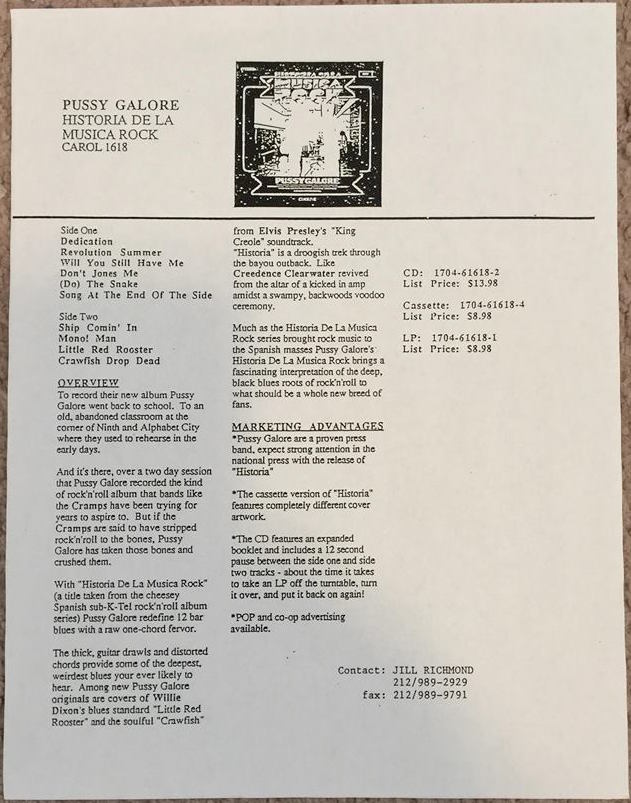 PUSSY GALORE
HISTORIA DE LA
MUSICA ROCK
CAROL 1618
HISTORIA DE LA
MUSICA
ROCK
PUSSY GALORE
Side One
Dedication
Revolution Summer
Will You Still Have Me
Don't Jones Me
(Do) The Snake
Song At The End Of The Side
Side Two
Ship Comin' In
Mono! Man
Little Red Rooster
Crawfish Drop Dead
OVERVIEW
To record their new album Pussy
Galore went back to school. To an
old, abandoned classroom at the
corner of Ninth and Alphabet City
where they used to rehearse in the
early days.
And it's there, over a two day session
that Pussy Galore recorded the kind
of rock'n'roll album that bands like
the Cramps have been trying for
years to aspire to. But if the
Cramps are said to have stripped
rock'n'roll to the bones, Pussy
Galore has taken those bones and
crushed them.
With "Historia De La Musica Rock"
(a title taken from the cheesey
Spanish sub-K-Tel rock'n'roll album
series) Pussy Galore redefine 12 bar
blues with a raw one-chord fervor.
The thick, guitar drawls and distorted
chords provide some of the deepest,
weirdest blues your ever likely to
hear. Among new Pussy Galore
originals are covers of Willie
Dixon's blues standard "Little Red
Rooster" and the soulful "Crawfish"
from Elvis Presley's "King
Creole" soundtrack.
"Historia" is a droogish trek through
the bayou outback. Like
Creedence Clearwater revived
from the altar of a kicked in amp
amidst a swampy, backwoods voodoo
ceremony.
Much as the Historia De La Musica
Rock series brought rock music to
the Spanish masses Pussy Galore's
Historia De La Musica Rock brings a
fascinating interpretation of the deep,
black blues roots of rock'n'roll to
what should be a whole new breed of
fans.
MARKETING ADVANTAGES
*Pussy Galore are a proven press
band, expect strong attention in the
national press with the release of
"Historia"
*The cassette version of "Historia"
features completely different cover
artwork.
*The CD features an expanded
booklet and includes a 12 second
pause between the side one and side
two tracks - about the time it takes
to take an LP off the turntable, turn
it over, and put it back on again!
*POP and co-op advertising
available.
CD: 1704-61618-2
List Price: $13.98
Cassette: 1704-61618-4
List Price: $8.98
LP: 1704-61618-1
List Price: $8.98
Contact: JILL RICHMOND
212/989-2929
fax: 212/989-9791